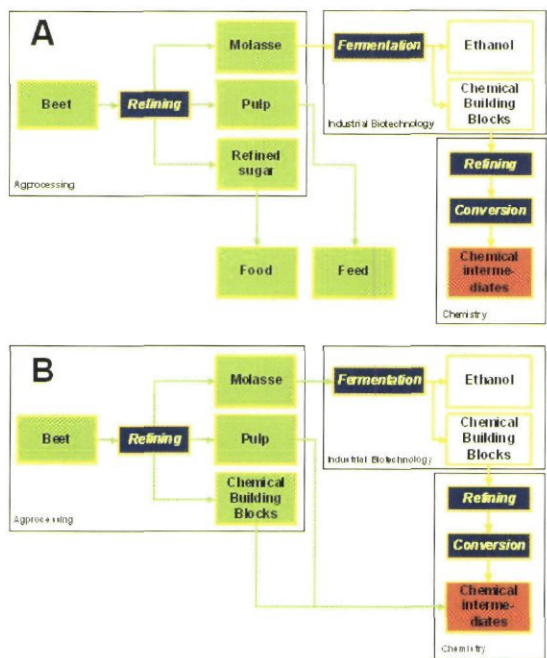 A
Molasse
Fermentation
Ethanol
Beet
Refining
Pulp
Chemical
Building
Blocks
Industrial Biotechnology
Refined
sugar
Refining
Agprocessing
Conversion
Food
Feed
Chemical
interme-
diates
Chemistry
B
Molasse
Fermentation
Ethanol
Beet
Refining
Pulp
Chemical
Building
Blocks
Industrial Biotechnology
Chemical
Building
Blocks
Refining
Agprocessing
Conversion
Chemical
interme-
diates
Chemistry